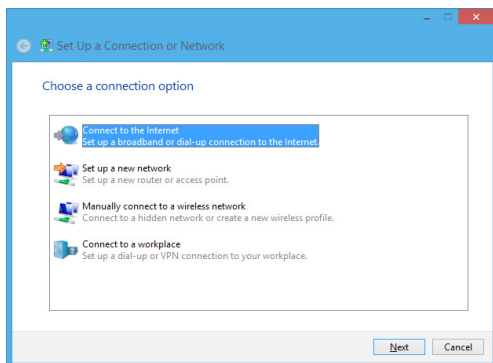 Set Up a Connection or Network
Choose a connection option
Connect to the Internet
Set up a broadband or dial-up connection to the Internet.
Set up a new network
Set up a new router or access point.
Manually connect to a wireless network
Connect to a hidden network or create a new wireless profile.
Connect to a workplace
Set up a dial-up or VPN connection to your workplace.
Next Cancel